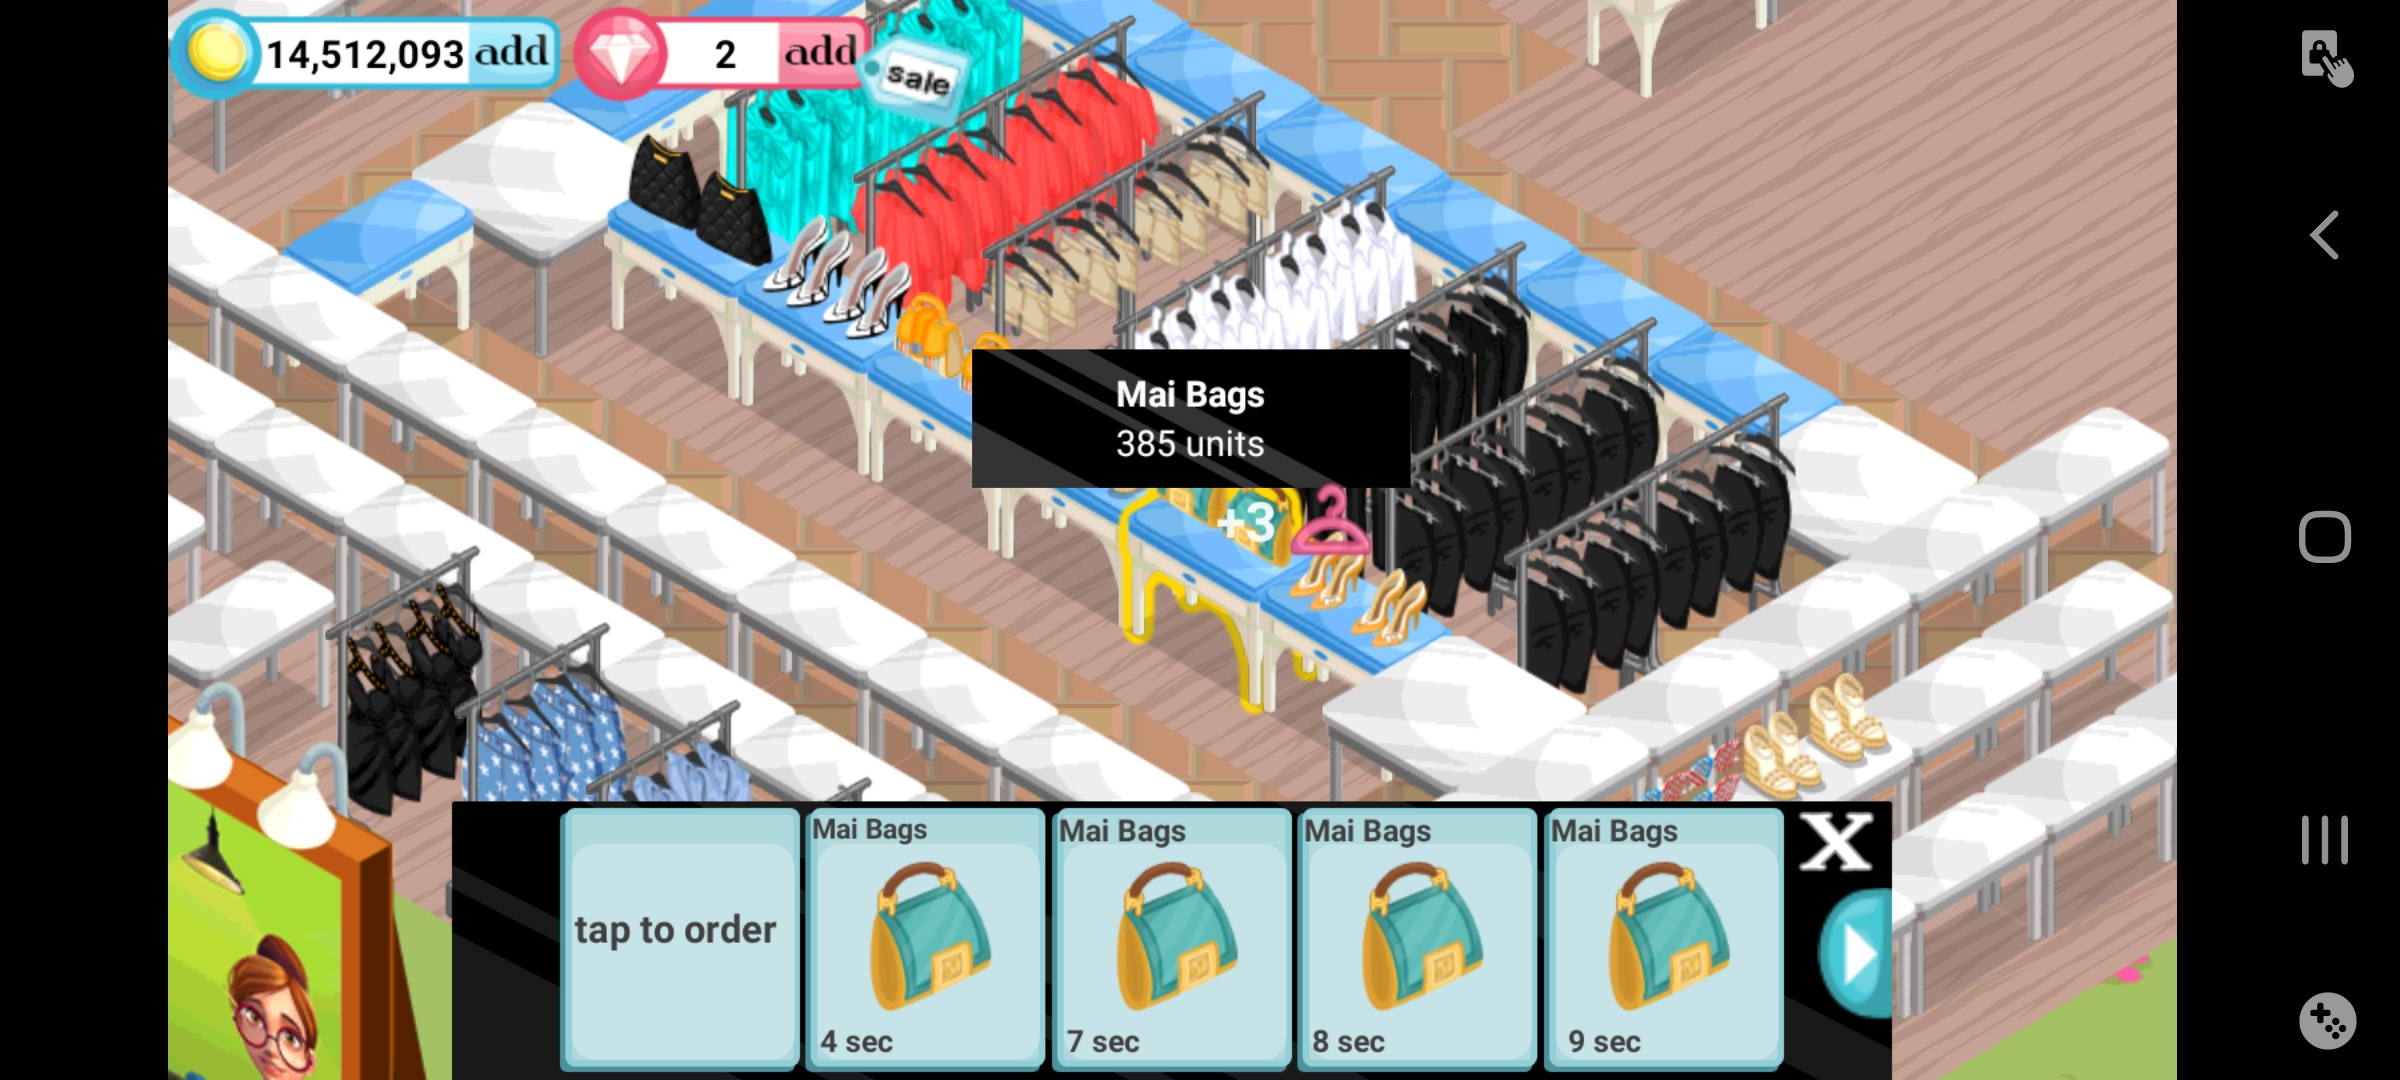 14,512,093 add
2 add
sale
Mai Bags
385 units
+3
tap to order
Mai Bags
4 sec
Mai Bags
7 sec
Mai Bags
8 sec
Mai Bags
9 sec
X